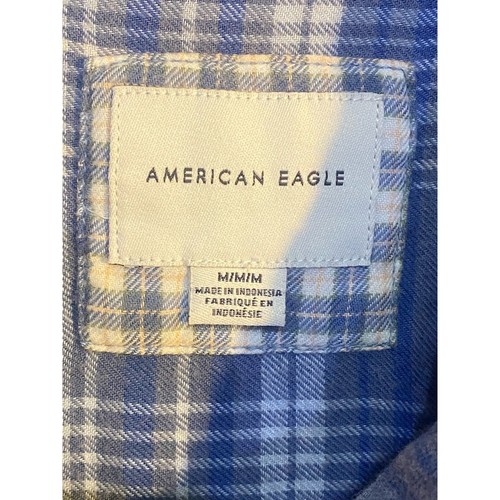 AMERICAN EAGLE
M/M/M
MADE IN INDONESIA
FABRIQUÉ EN
INDONÉSIE